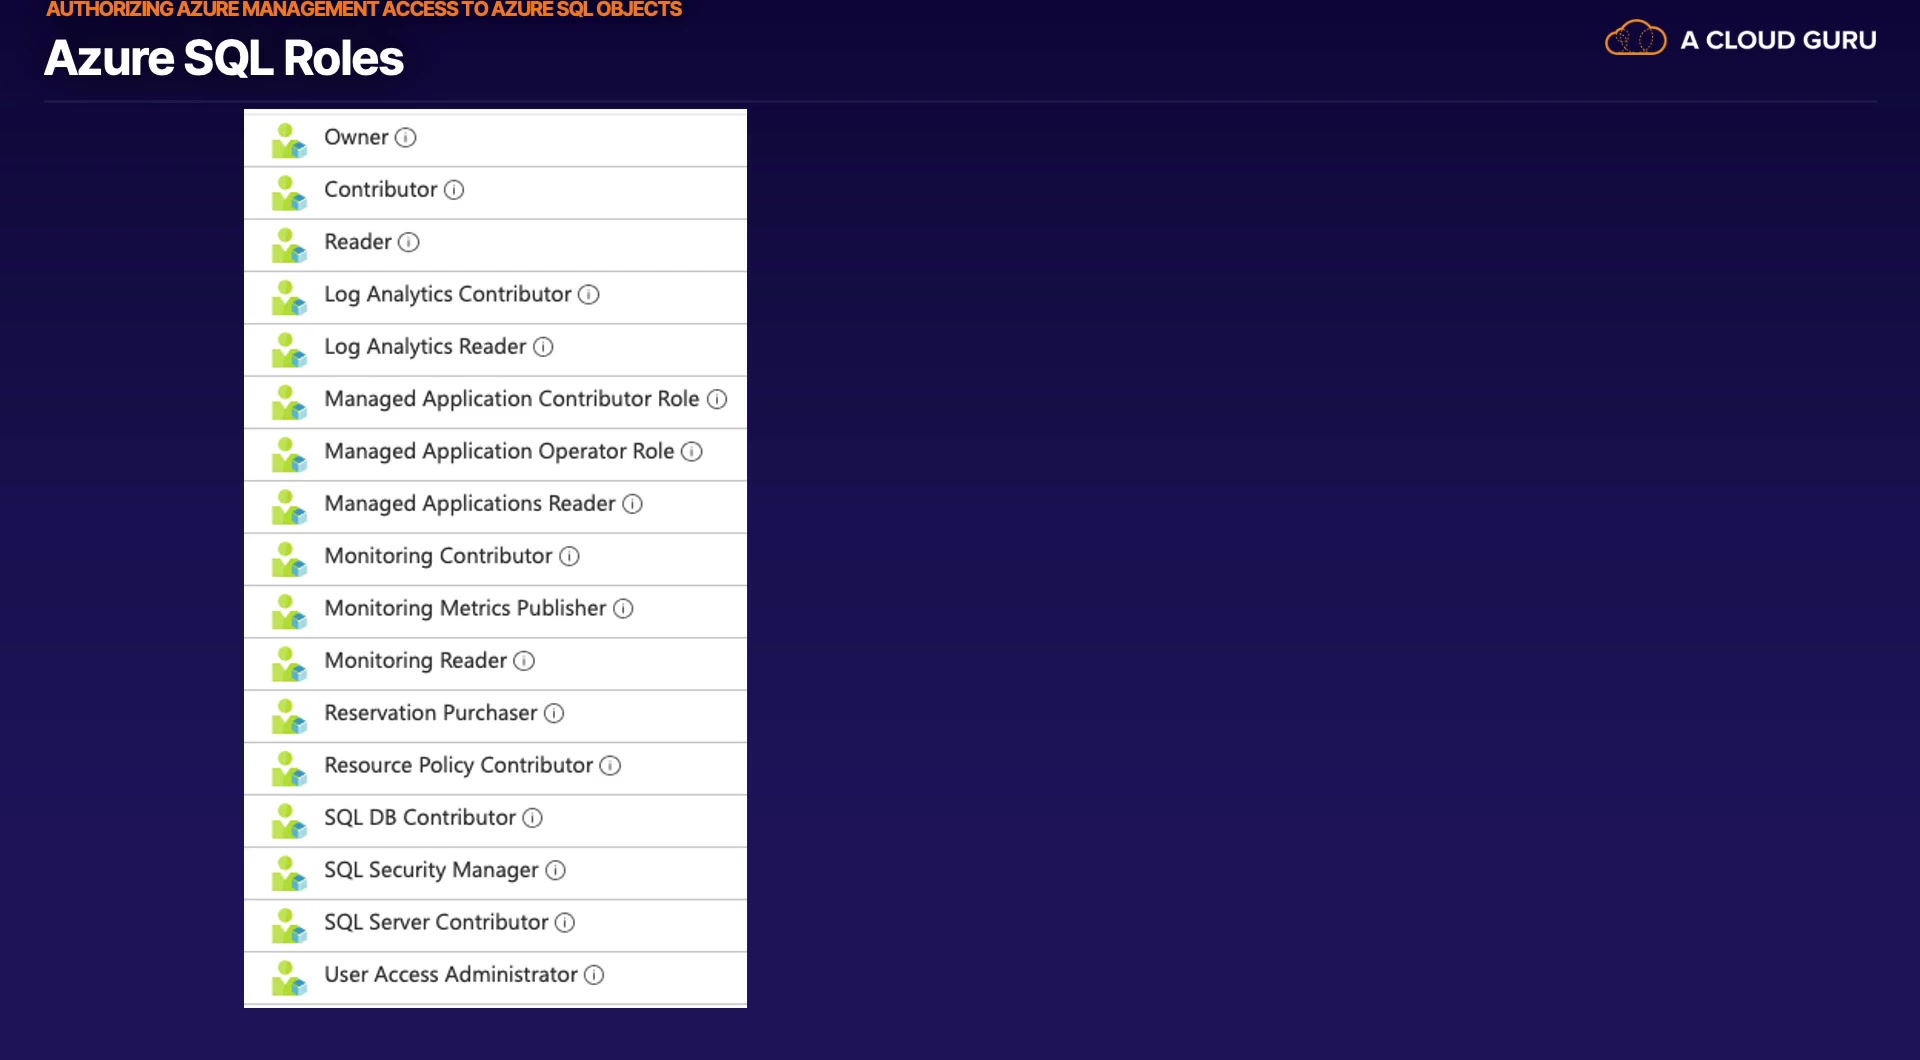 AUTHORIZING AZURE MANAGEMENT ACCESS TO AZURE SQL OBJECTS
Azure SQL Roles
A CLOUD GURU
Owner
Contributor
Reader
Log Analytics Contributor
Log Analytics Reader
Managed Application Contributor Role
Managed Application Operator Role
Managed Applications Reader
Monitoring Contributor
Monitoring Metrics Publisher
Monitoring Reader
Reservation Purchaser
Resource Policy Contributor
SQL DB Contributor
SQL Security Manager
SQL Server Contributor
User Access Administrator